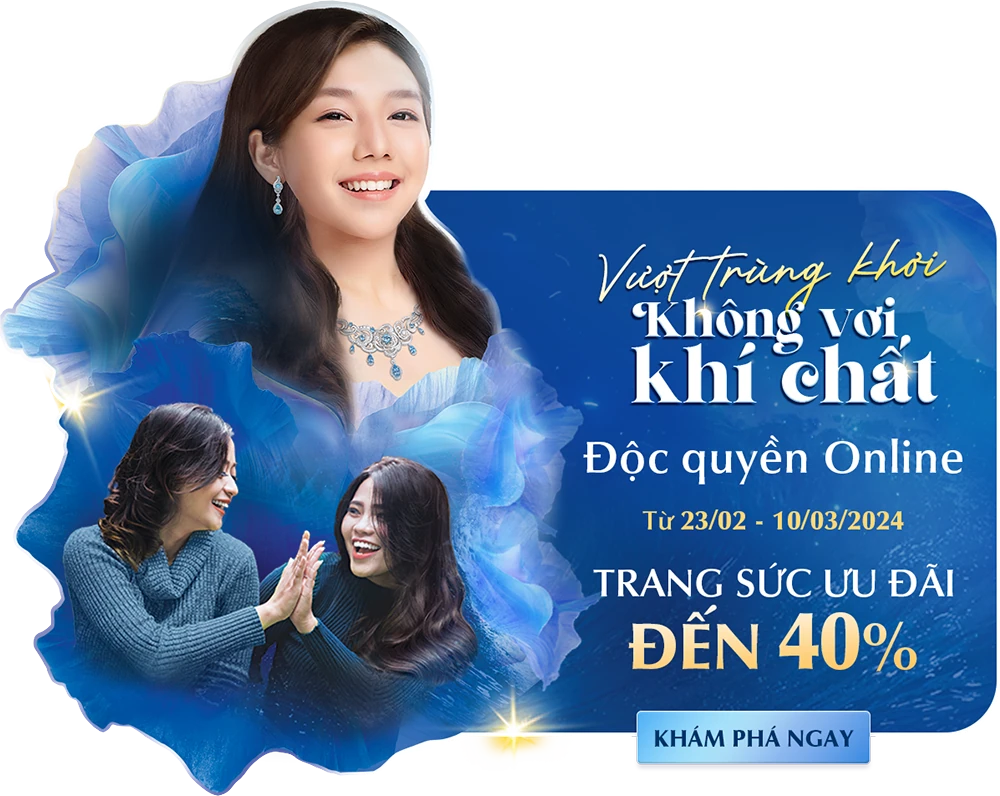 Vượt trùng khơi
Không vơi
khí chất
Độc quyền Online
Từ 23/02 - 10/03/2024
TRANG SỨC ƯU ĐÃI
ĐẾN 40%
KHÁM PHÁ NGAY